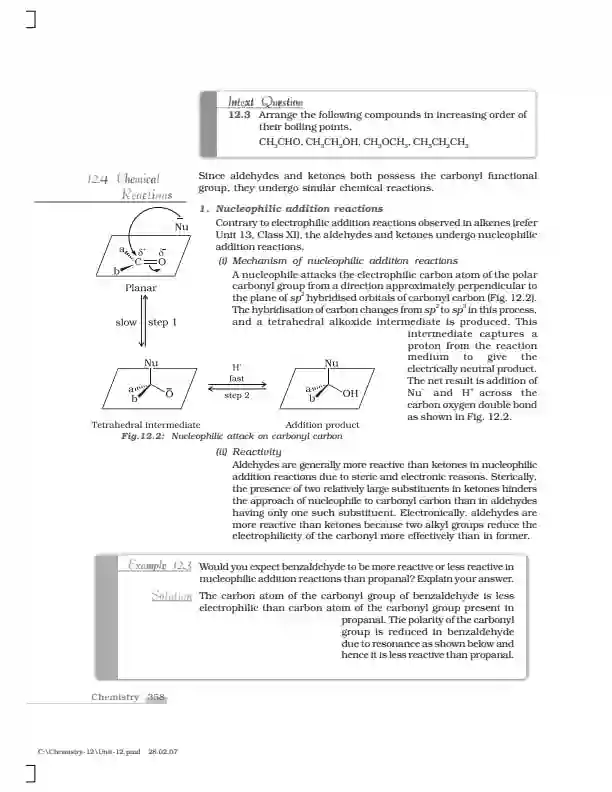 Intext Question
12.3 Arrange the following compounds in increasing order of
their boiling points.
CH₃CHO, CH₃CH₂OH, CH₃OCH₃, CH₃CH₂CH₃
12.4 Chemical
Reactions
Since aldehydes and ketones both possess the carbonyl functional
group, they undergo similar chemical reactions.
1. Nucleophilic addition reactions
Contrary to electrophilic addition reactions observed in alkenes (refer
Unit 13, Class XI), the aldehydes and ketones undergo nucleophilic
addition reactions.
(i) Mechanism of nucleophilic addition reactions
A nucleophile attacks the electrophilic carbon atom of the polar
carbonyl group from a direction approximately perpendicular to
the plane of sp² hybridised orbitals of carbonyl carbon (Fig. 12.2).
The hybridisation of carbon changes from sp² to sp³ in this process,
and a tetrahedral alkoxide intermediate is produced. This
intermediate captures a
proton from the reaction
medium to give the
electrically neutral product.
The net result is addition of
Nu⁻ and H⁺ across the
carbon oxygen double bond
as shown in Fig. 12.2.
Nu
a δ⁺ δ⁻
C O
b
Planar
slow step 1
Nu
a
b O
Tetrahedral intermediate
H⁺
fast
step 2
Nu
a
b OH
Addition product
Fig.12.2: Nucleophilic attack on carbonyl carbon
(ii) Reactivity
Aldehydes are generally more reactive than ketones in nucleophilic
addition reactions due to steric and electronic reasons. Sterically,
the presence of two relatively large substituents in ketones hinders
the approach of nucleophile to carbonyl carbon than in aldehydes
having only one such substituent. Electronically, aldehydes are
more reactive than ketones because two alkyl groups reduce the
electrophilicity of the carbonyl more effectively than in former.
Example 12.3 Would you expect benzaldehyde to be more reactive or less reactive in
nucleophilic addition reactions than propanal? Explain your answer.
Solution The carbon atom of the carbonyl group of benzaldehyde is less
electrophilic than carbon atom of the carbonyl group present in
propanal. The polarity of the carbonyl
group is reduced in benzaldehyde
due to resonance as shown below and
hence it is less reactive than propanal.
Chemistry 358
C:\Chemistry-12\Unit-12.pmd 28.02.07